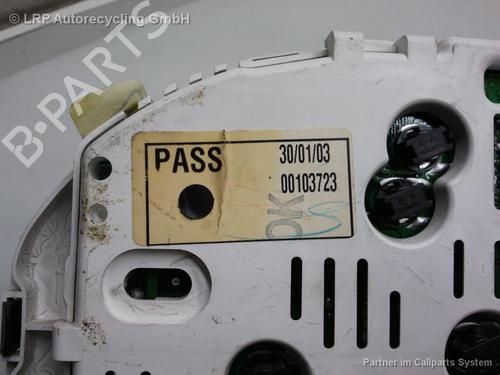 LRP Autorecycling GmbH
B-PARTS
PASS
30/01/03
00103723
OK
Partner im Callparts System